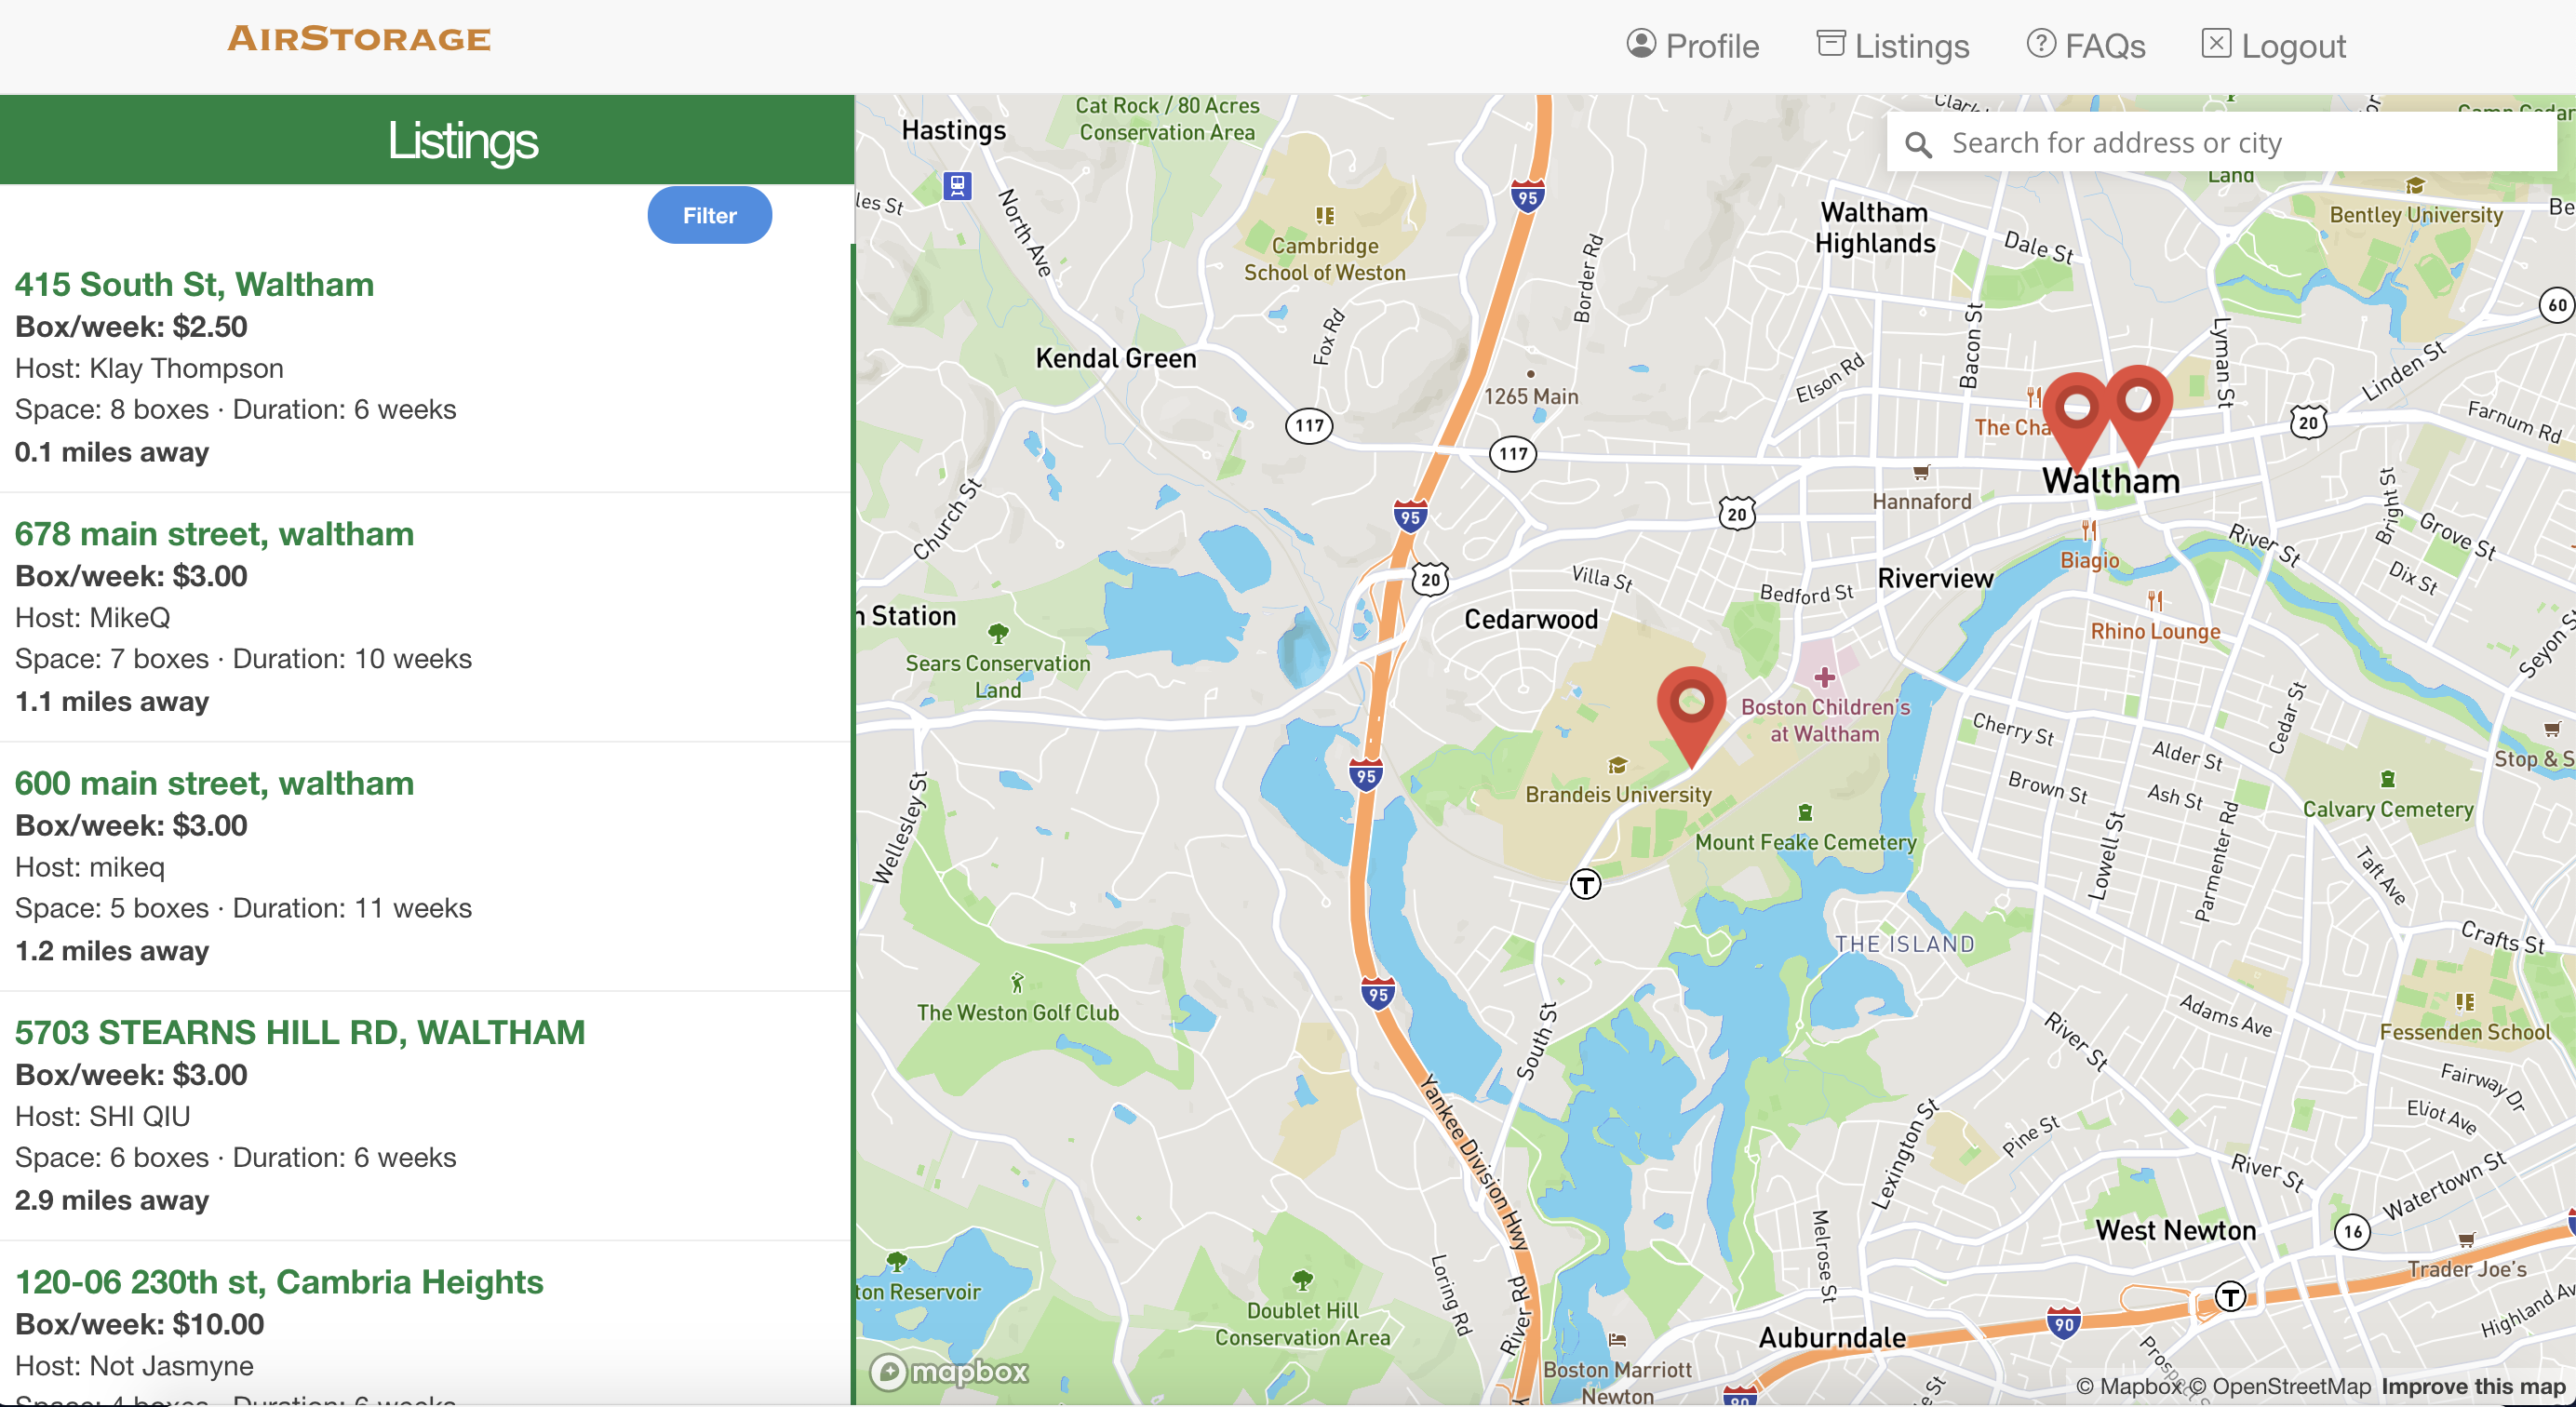 AIRSTORAGE
Profile
Listings
FAQs
Logout
Listings
Filter
415 South St, Waltham
Box/week: $2.50
Host: Klay Thompson
Space: 8 boxes · Duration: 6 weeks
0.1 miles away
678 main street, waltham
Box/week: $3.00
Host: MikeQ
Space: 7 boxes · Duration: 10 weeks
1.1 miles away
600 main street, waltham
Box/week: $3.00
Host: mikeq
Space: 5 boxes · Duration: 11 weeks
1.2 miles away
5703 STEARNS HILL RD, WALTHAM
Box/week: $3.00
Host: SHI QIU
Space: 6 boxes · Duration: 6 weeks
2.9 miles away
120-06 230th st, Cambria Heights
Box/week: $10.00
Host: Not Jasmyne
Space: 4 boxes · Duration: 6 weeks
Search for address or city
Cat Rock / 80 Acres
Conservation Area
Hastings
les St
North Ave
Cambridge
School of Weston
95
Border Rd
Fox Rd
Waltham
Highlands
Dale St
Land
Bentley University
Be
60
Kendal Green
1265 Main
Elson Rd
Bacon St
Lyman St
Linden St
Farnum Rd
117
117
The Cha
20
Waltham
Hannaford
Church St
95
20
Bright St
Grove St
River St
Dix St
Biagio
20
Villa St
Bedford St
Riverview
n Station
Cedarwood
Rhino Lounge
Seyon S
Sears Conservation
Land
Boston Children's
at Waltham
Cherry St
Cedar St
Alder St
Stop & S
Wellesley St
95
Brandeis University
Brown St
Ash St
Calvary Cemetery
Mount Feake Cemetery
Lowell St
Parmenter Rd
Taft Ave
T
THE ISLAND
Crafts St
The Weston Golf Club
95
South St
River St
Adams Ave
Fessenden School
Fairway Dr
Eliot Ave
Yankee Division Hwy
Lexington St
Pine St
River St
Watertown St
Melrose St
West Newton
16
Trader Joe's
ton Reservoir
Doublet Hill
Conservation Area
Loring Rd
River Rd
T
90
Highland Av
Auburndale
Boston Marriott
Newton
90
mapbox
© Mapbox © OpenStreetMap Improve this map